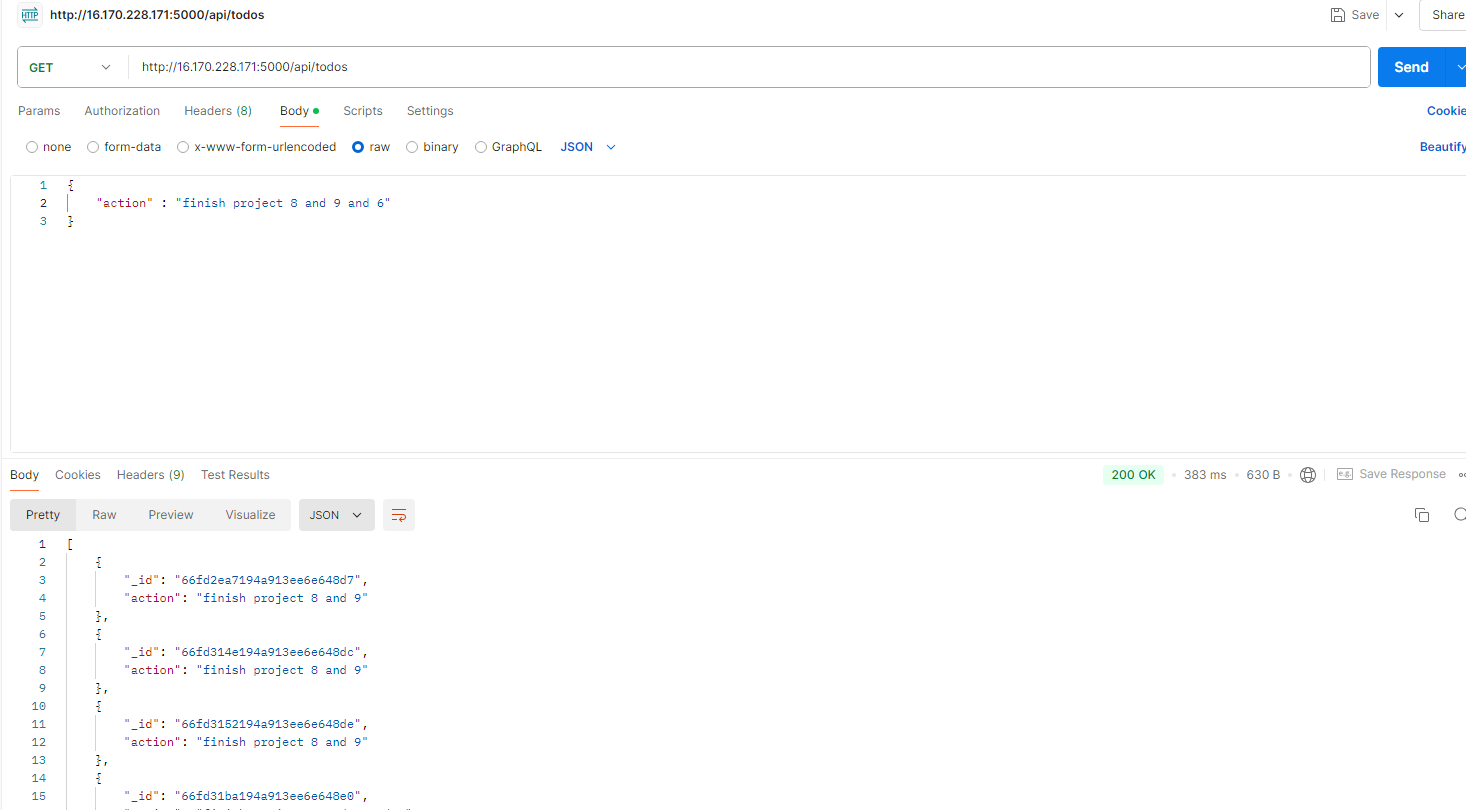 HTTP http://16.170.228.171:5000/api/todos Save Share
GET http://16.170.228.171:5000/api/todos Send
Params Authorization Headers (8) Body Scripts Settings Cookie
none form-data x-www-form-urlencoded raw binary GraphQL JSON Beautify
1 {
2 "action" : "finish project 8 and 9 and 6"
3 }
Body Cookies Headers (9) Test Results 200 OK 383 ms 630 B e.g. Save Response
Pretty Raw Preview Visualize JSON
1 [
2 {
3 "_id": "66fd2ea7194a913ee6e648d7",
4 "action": "finish project 8 and 9"
5 },
6 {
7 "_id": "66fd314e194a913ee6e648dc",
8 "action": "finish project 8 and 9"
9 },
10 {
11 "_id": "66fd3152194a913ee6e648de",
12 "action": "finish project 8 and 9"
13 },
14 {
15 "_id": "66fd31ba194a913ee6e648e0",